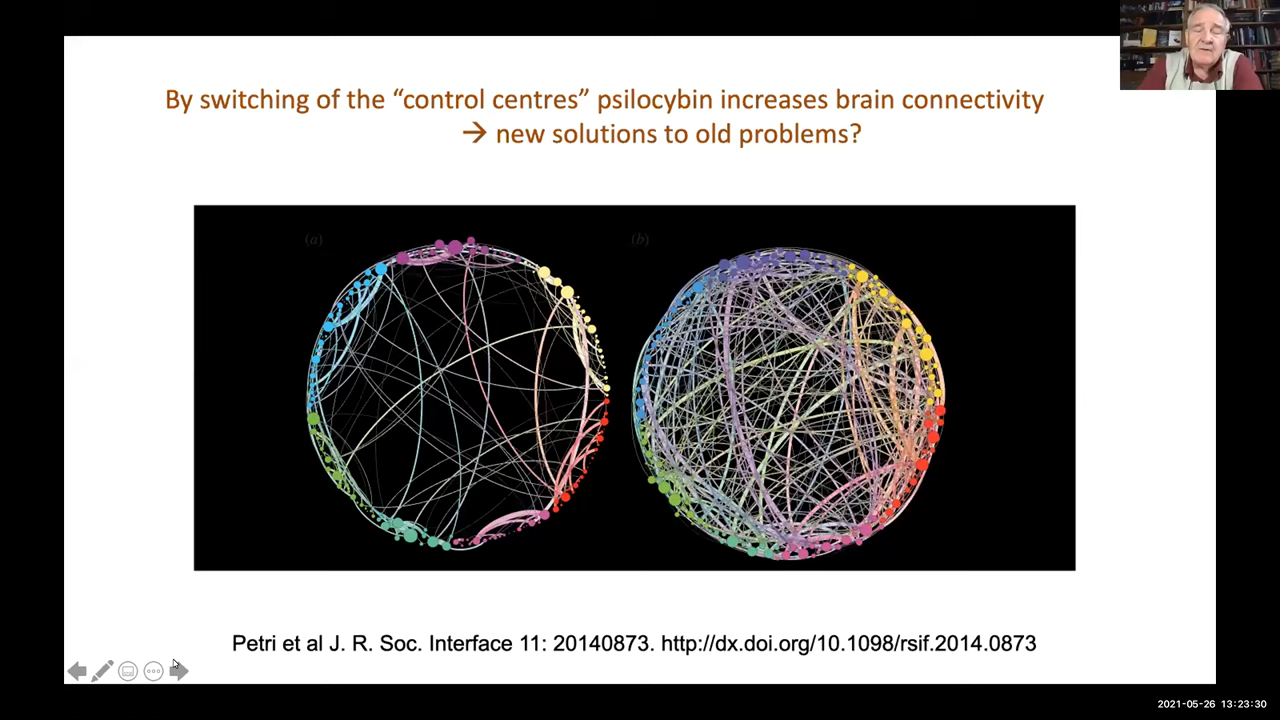 By switching of the “control centres” psilocybin increases brain connectivity
→ new solutions to old problems?
(a)
(b)
Petri et al J. R. Soc. Interface 11: 20140873. http://dx.doi.org/10.1098/rsif.2014.0873
2021-05-26 13:23:30